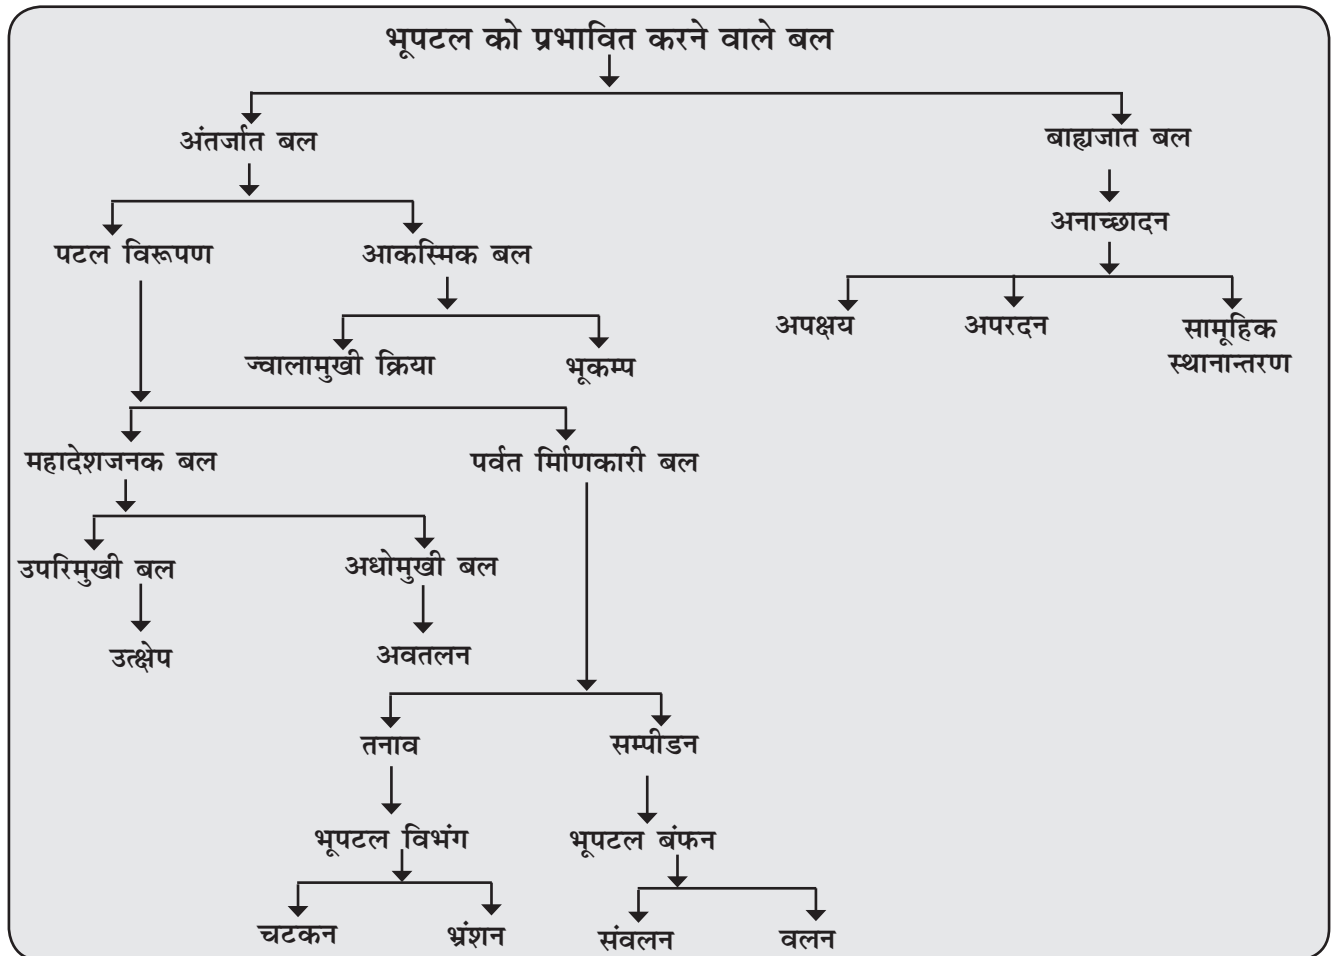 भूपटल को प्रभावित करने वाले बल
अंतर्जात बल
बाह्यजात बल
अनाच्छादन
पटल विरूपण
आकस्मिक बल
अपक्षय
अपरदन
सामूहिक
स्थानान्तरण
ज्वालामुखी क्रिया
भूकम्प
महादेशजनक बल
पर्वत र्मिाणकारी बल
उपरिमुखी बल
अधोमुखी बल
उत्क्षेप
अवतलन
तनाव
सम्पीडन
भूपटल विभंग
भूपटल बंफन
चटकन
भ्रंशन
संवलन
वलन